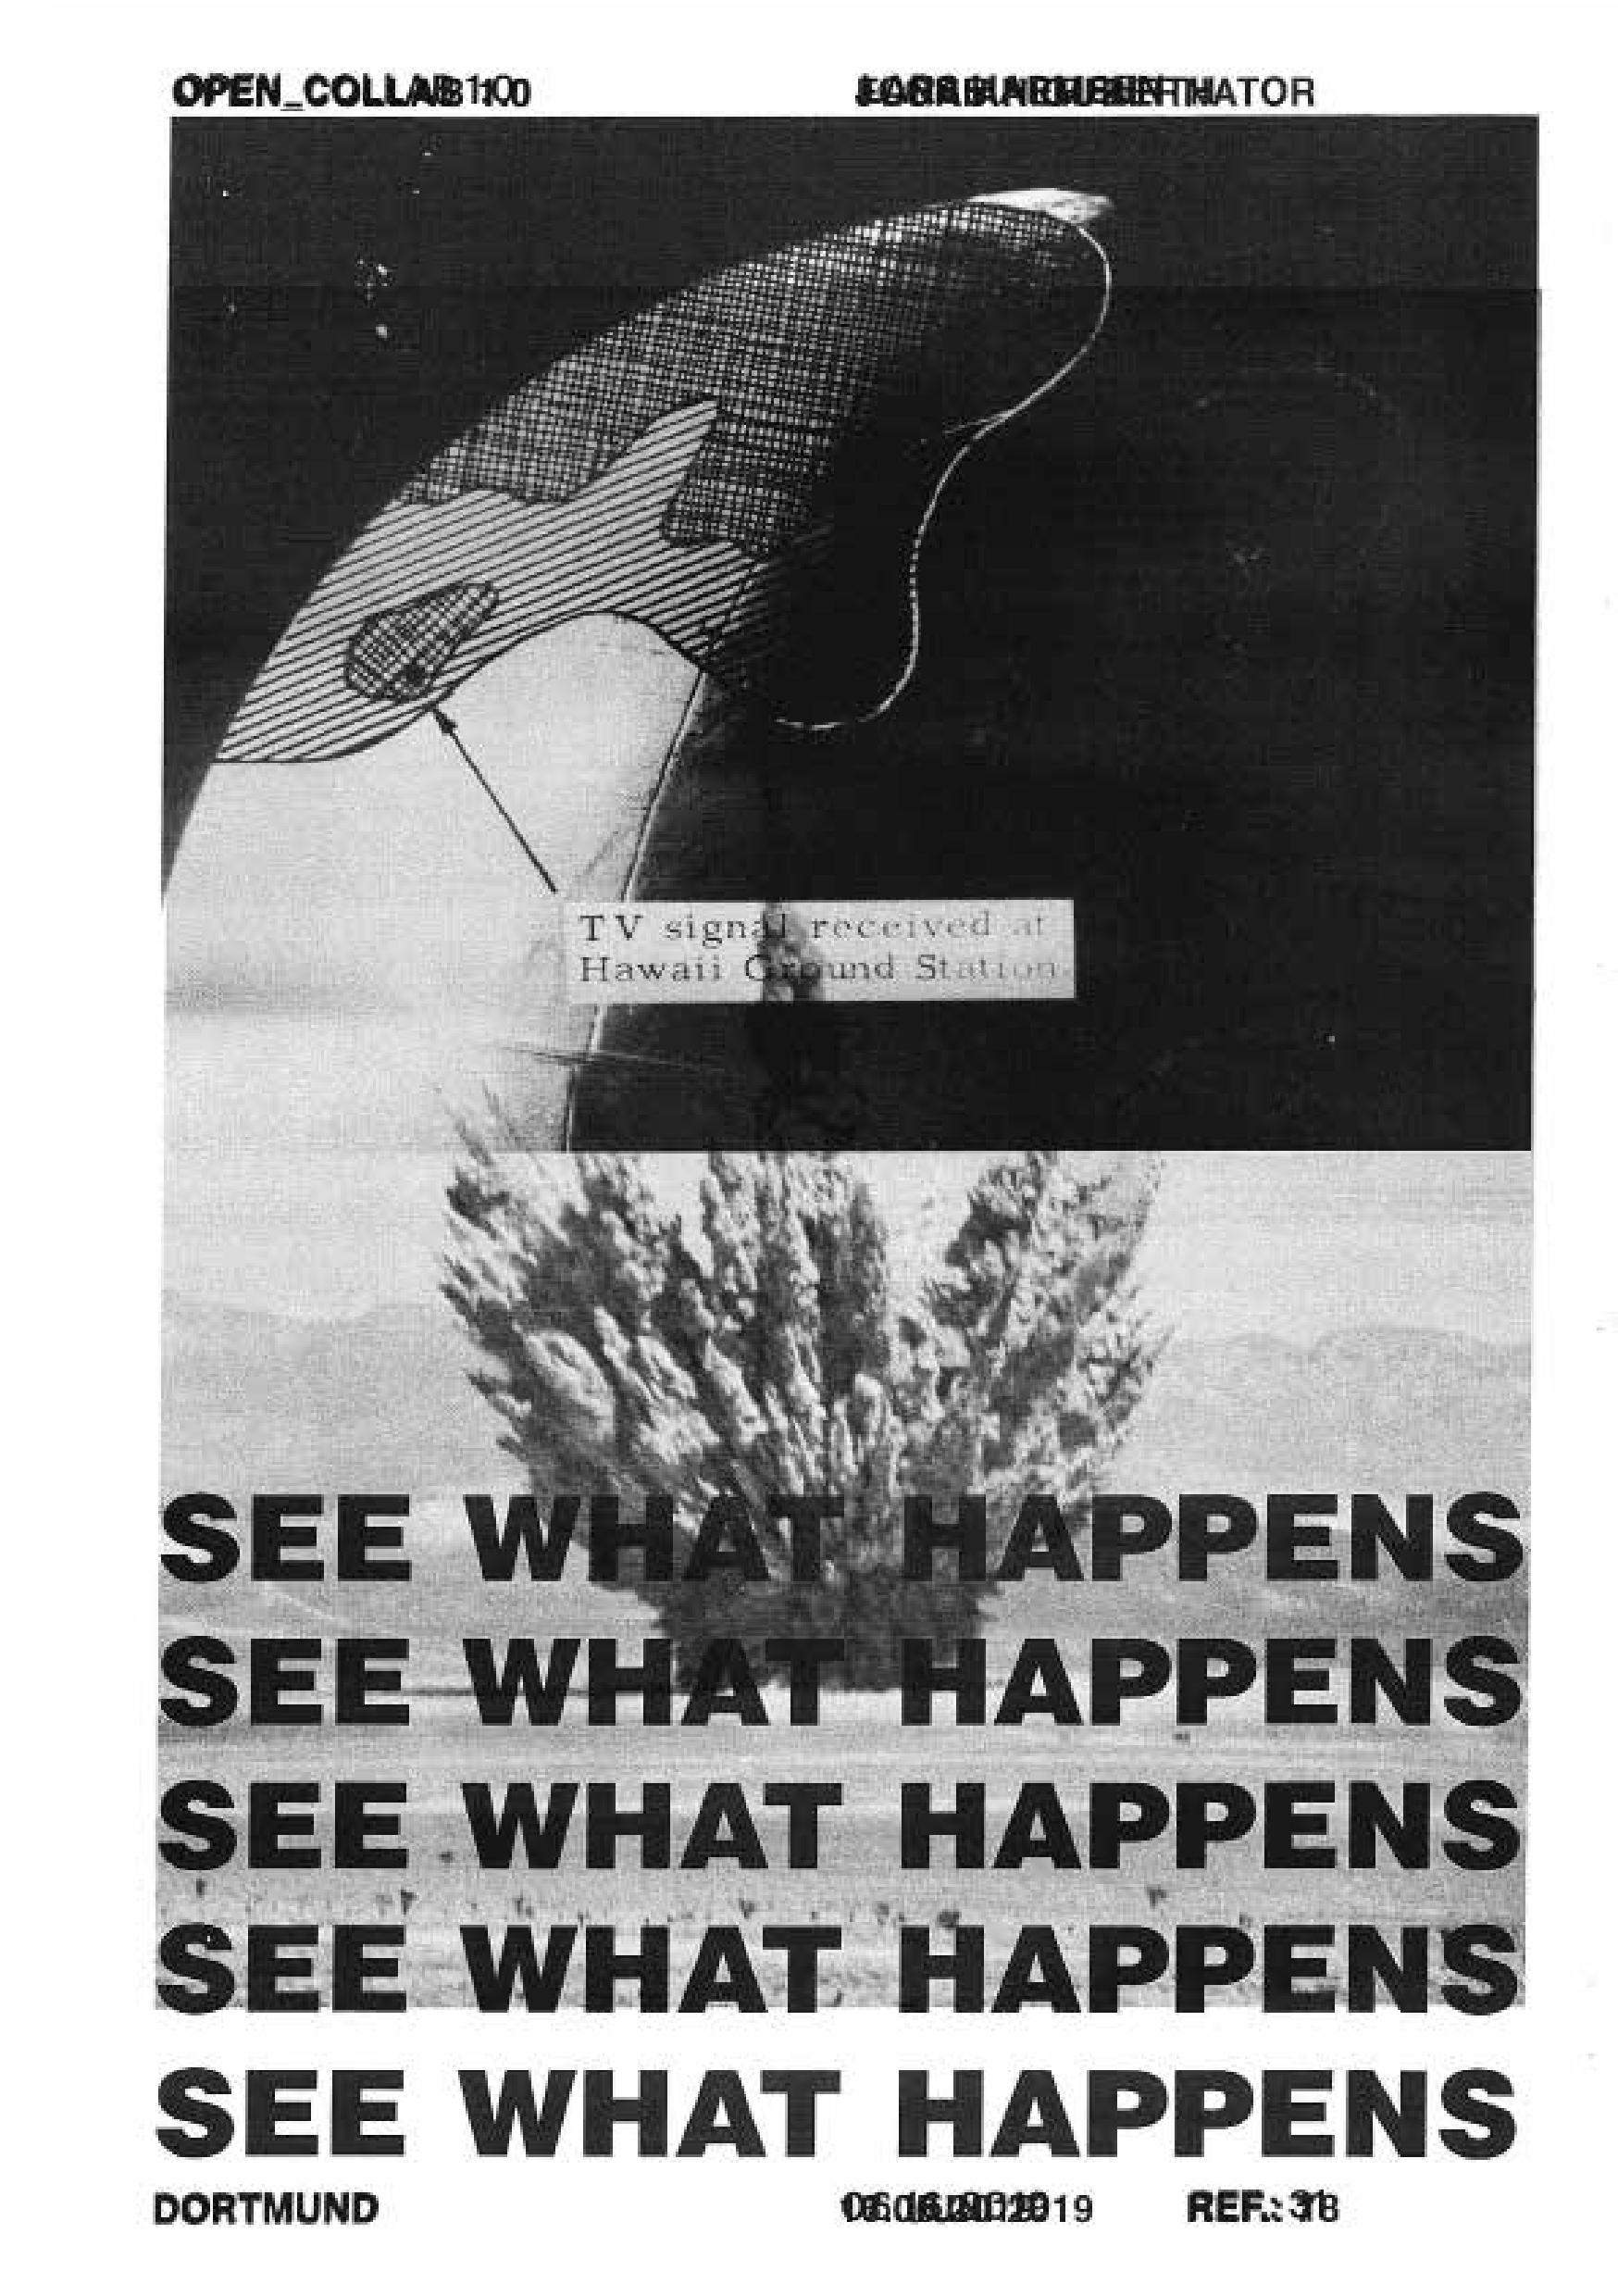 OPEN_COLLAB
TV signal received at
Hawaii Ground Station
SEE WHAT HAPPENS
SEE WHAT HAPPENS
SEE WHAT HAPPENS
SEE WHAT HAPPENS
SEE WHAT HAPPENS
DORTMUND
REF.: